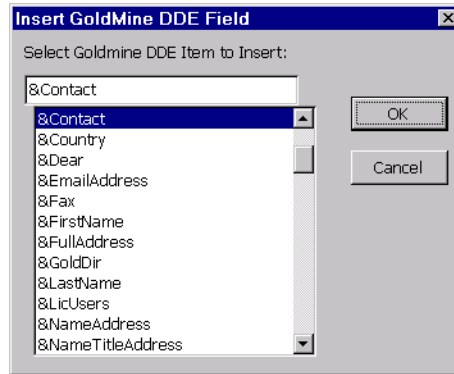 Insert GoldMine DDE Field
Select Goldmine DDE Item to Insert:
&Contact
&Contact
&Country
&Dear
&EmailAddress
&Fax
&FirstName
&FullAddress
&GoldDir
&LastName
&LicUsers
&NameAddress
&NameTitleAddress
OK
Cancel